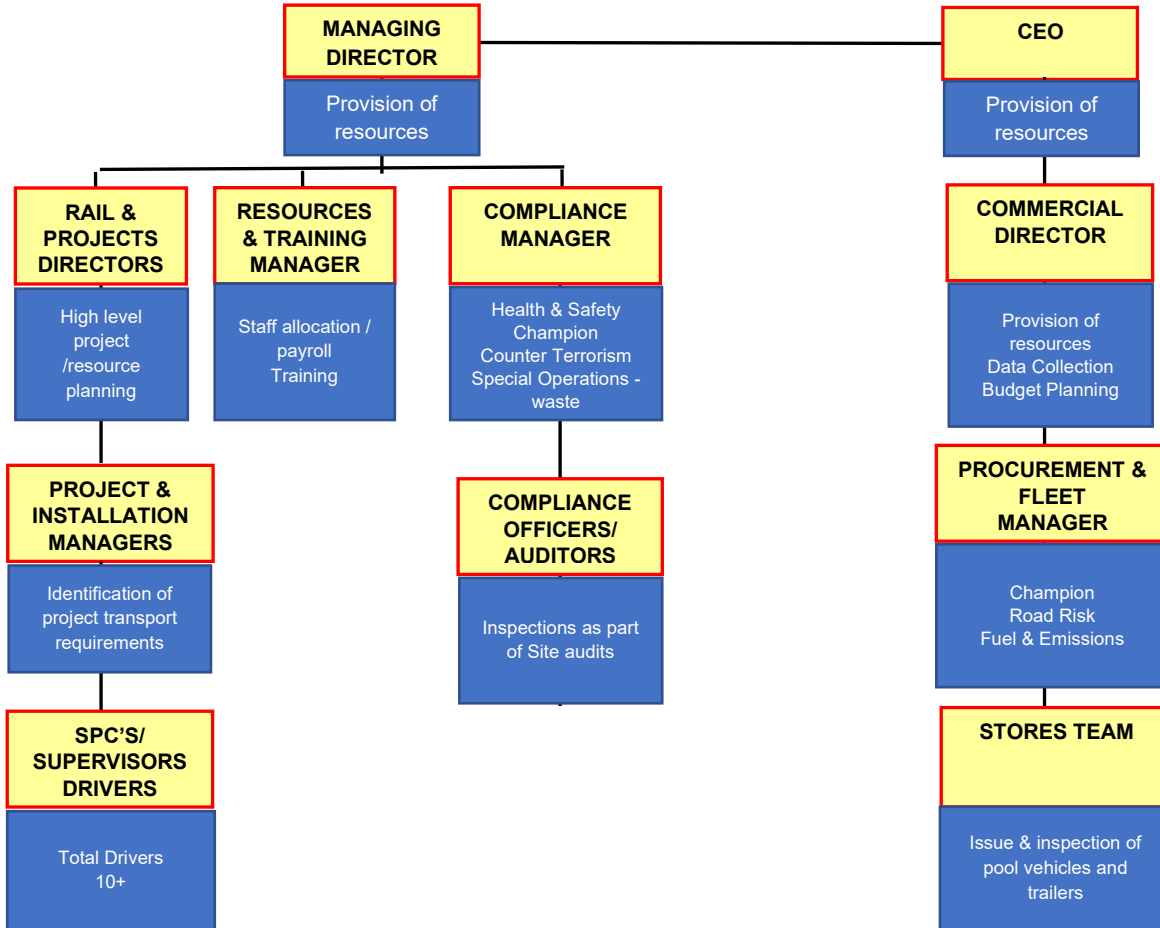 MANAGING
DIRECTOR
Provision of
resources
CEO
Provision of
resources
RAIL &
PROJECTS
DIRECTORS
High level
project
/resource
planning
RESOURCES
& TRAINING
MANAGER
Staff allocation /
payroll
Training
COMPLIANCE
MANAGER
Health & Safety
Champion
Counter Terrorism
Special Operations -
waste
COMMERCIAL
DIRECTOR
Provision of
resources
Data Collection
Budget Planning
PROJECT &
INSTALLATION
MANAGERS
Identification of
project transport
requirements
COMPLIANCE
OFFICERS/
AUDITORS
Inspections as part
of Site audits
PROCUREMENT &
FLEET
MANAGER
Champion
Road Risk
Fuel & Emissions
SPC’S/
SUPERVISORS
DRIVERS
Total Drivers
10+
STORES TEAM
Issue & inspection of
pool vehicles and
trailers